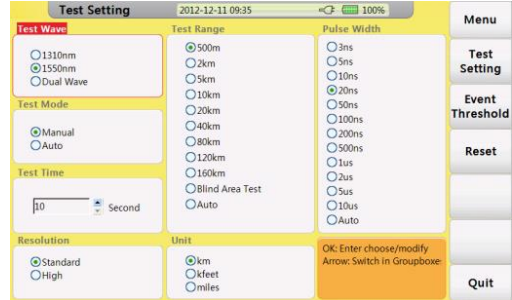 Test Setting
2012-12-11 09:35
100%
Test Wave
1310nm
1550nm
Dual Wave
Test Mode
Manual
Auto
Test Time
10 Second
Resolution
Standard
High
Test Range
500m
2km
5km
10km
20km
40km
80km
120km
160km
Blind Area Test
Auto
Unit
km
kfeet
miles
Pulse Width
3ns
5ns
10ns
20ns
50ns
100ns
200ns
500ns
1us
2us
5us
10us
Auto
OK: Enter choose/modify
Arrow: Switch in Groupboxe
Menu
Test
Setting
Event
Threshold
Reset
Quit